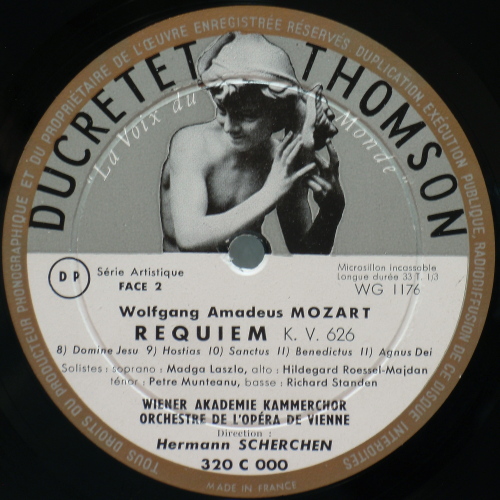 TOUS DROITS DU PRODUCTEUR PHONOGRAPHIQUE ET DU PROPRIÉTAIRE DE L'ŒUVRE ENREGISTRÉE RÉSERVÉS DUPLICATION EXÉCUTION PUBLIQUE, RADIODIFFUSION DE CE DISQUE INTERDITES
DUCRETET THOMSON
"La Voix du Monde"
DP
Série Artistique
FACE 2
Microsillon incassable
Longue durée 33 T. 1/3
WG 1176
Wolfgang Amadeus MOZART
REQUIEM K. V. 626
8) Domine Jesu 9) Hostias 10) Sanctus 11) Benedictus 11) Agnus Dei
Solistes : soprano : Madga Laszlo, alto : Hildegard Roessel-Majdan
ténor : Petre Munteanu, basse : Richard Standen
WIENER AKADEMIE KAMMERCHOR
ORCHESTRE DE L'OPÉRA DE VIENNE
Direction :
Hermann SCHERCHEN
320 C 000
MADE IN FRANCE